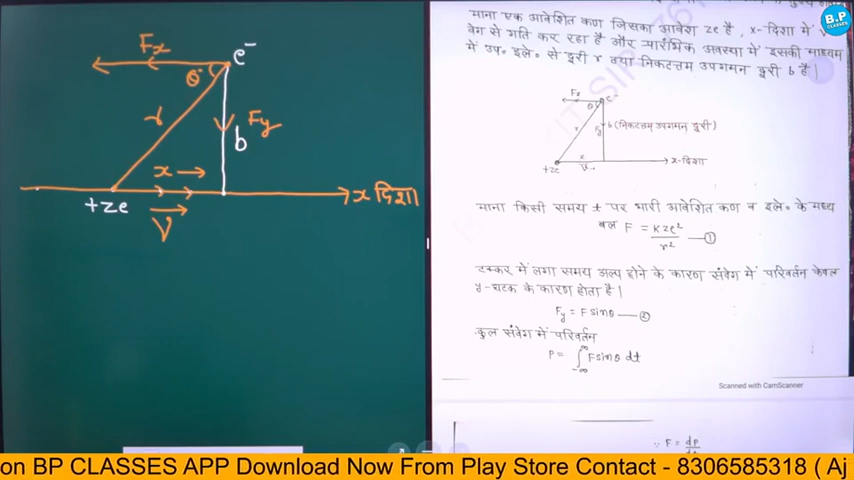 Fx
e⁻
θ
r
Fy
b
x →
+ze
V
x दिशा
B.P
CLASSES
माना एक आवेशित कण जिसका आवेश ze है, x-दिशा में
वेग से गति कर रहा है और प्रारंभिक अवस्था में इसकी माध्यम
में उप० इले० से दूरी r तथा निकटतम उपगमन दूरी b है।
Fx
e⁻
θ
r
Fy
b (निकटतम उपगमन दूरी)
x
+ze
V
x-दिशा
माना किसी समय t पर भारी आवेशित कण व इले० के मध्य
बल F = kze²/r² —①
टक्कर में लगा समय अल्प होने के कारण संवेग में परिवर्तन केवल
y-घटक के कारण होता है।
Fy = F sinθ —②
कुल संवेग में परिवर्तन
P = ∫-∞^∞ F sinθ dt
Scanned with CamScanner
∵ F = dp
on BP CLASSES APP Download Now From Play Store Contact - 8306585318 ( Aj